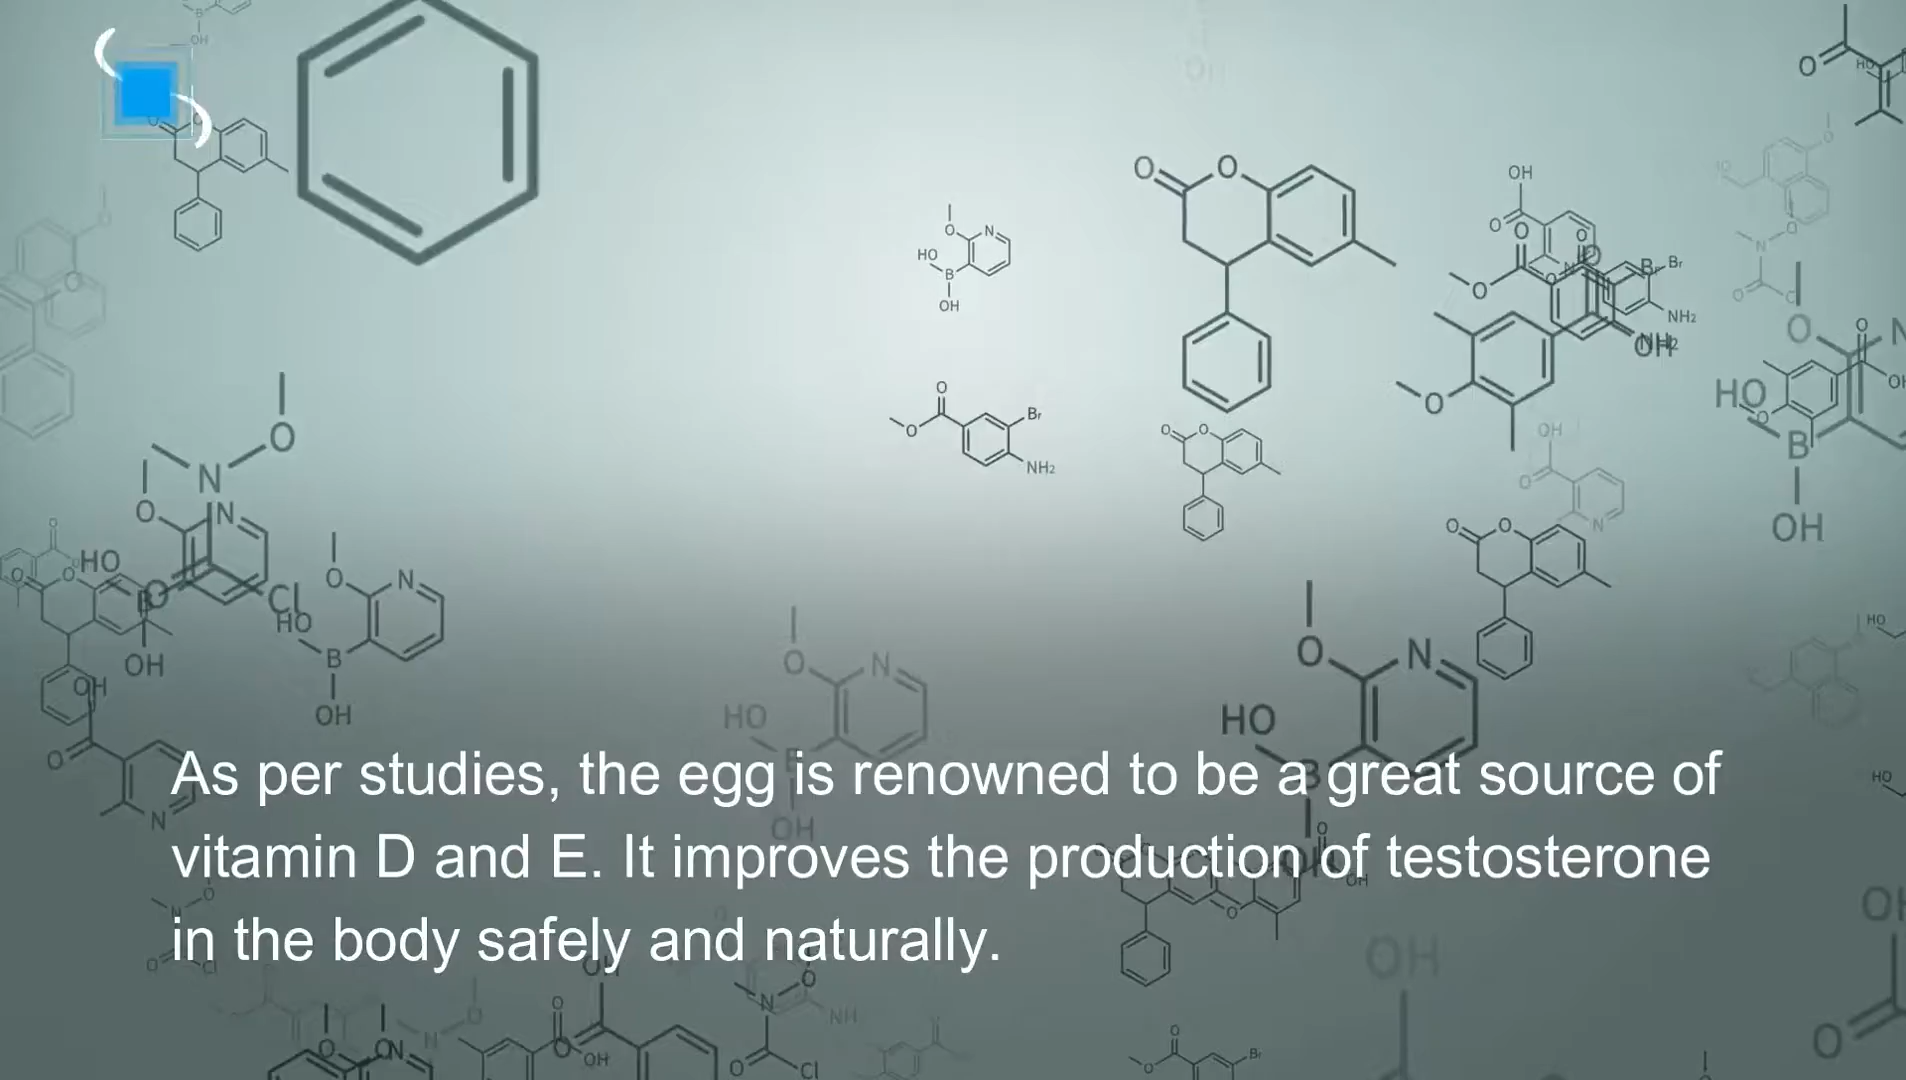 As per studies, the egg is renowned to be a great source of
vitamin D and E. It improves the production of testosterone
in the body safely and naturally.